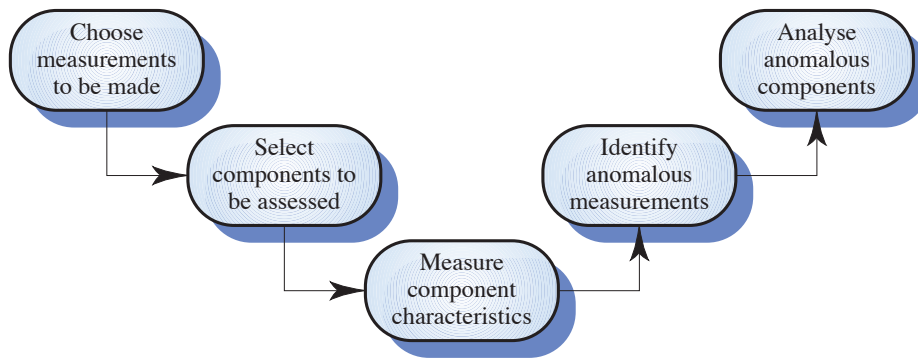 Choose
measurements
to be made
Select
components to
be assessed
Measure
component
characteristics
Identify
anomalous
measurements
Analyse
anomalous
components